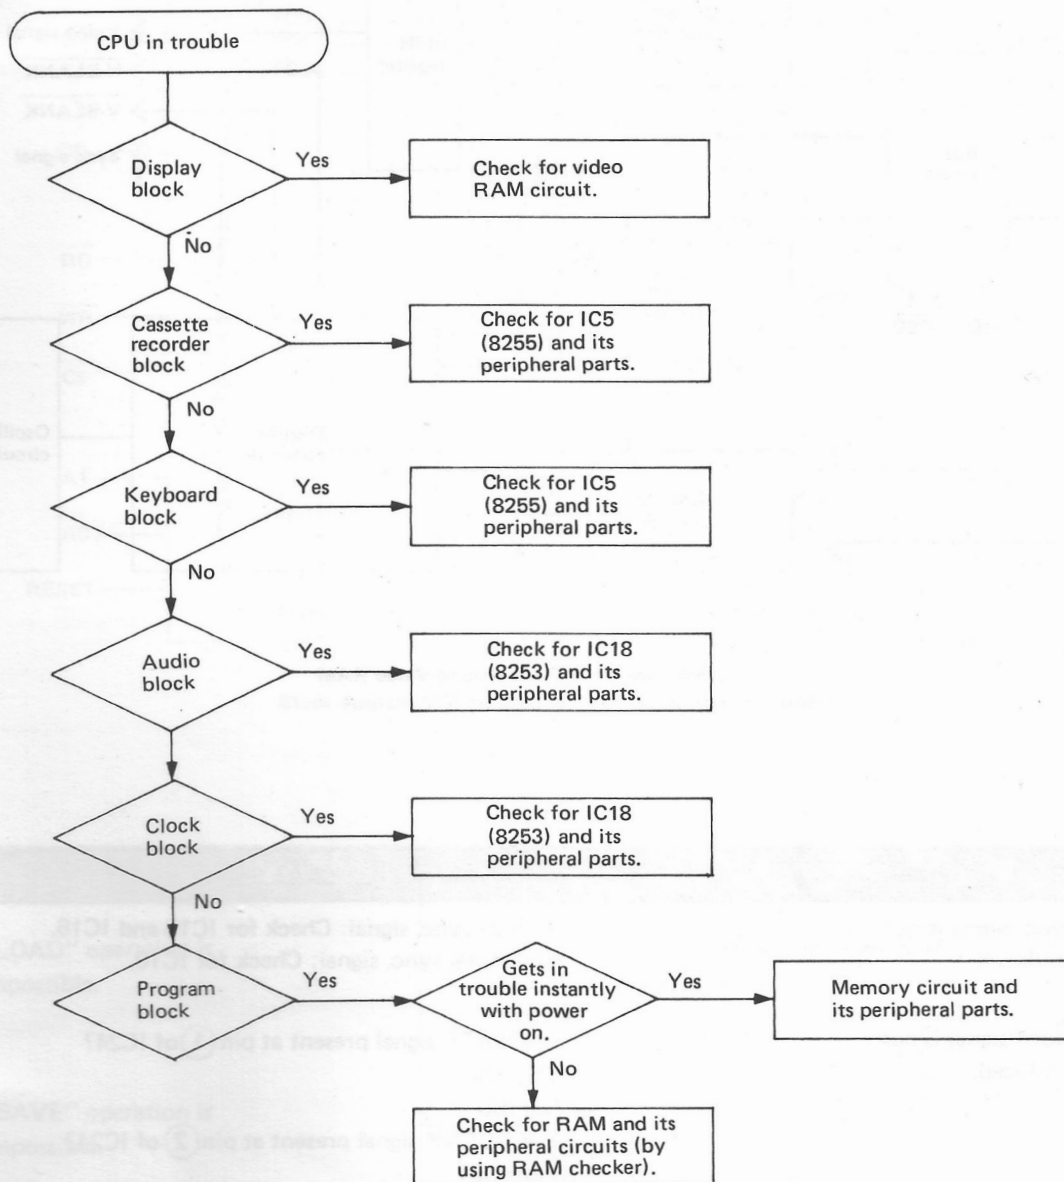 CPU in trouble
Display
block
Yes
Check for video
RAM circuit.
No
Cassette
recorder
block
Yes
Check for IC5
(8255) and its
peripheral parts.
No
Keyboard
block
Yes
Check for IC5
(8255) and its
peripheral parts.
No
Audio
block
Yes
Check for IC18
(8253) and its
peripheral parts.
Clock
block
Yes
Check for IC18
(8253) and its
peripheral parts.
No
Program
block
Yes
Gets in
trouble instantly
with power
on.
Yes
Memory circuit and
its peripheral parts.
No
Check for RAM and its
peripheral circuits (by
using RAM checker).